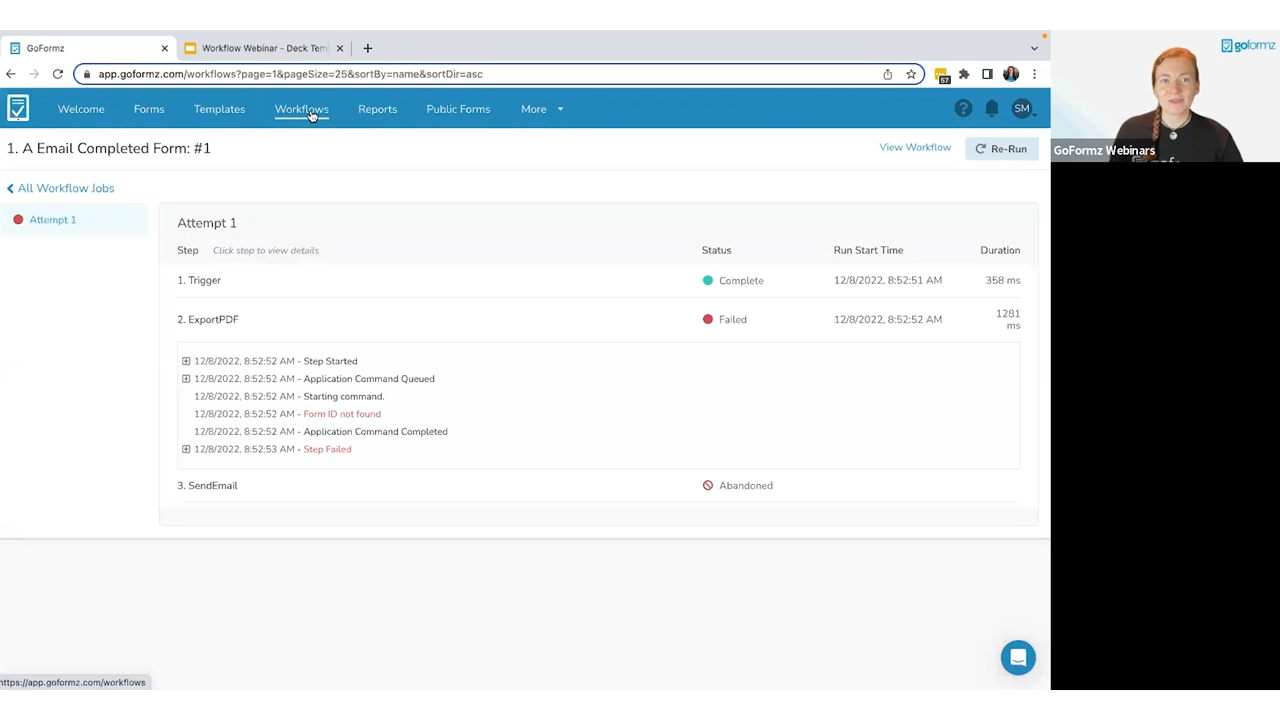 GoFormz
Workflow Webinar - Deck Tem
app.goformz.com/workflows?page=1&pageSize=25&sortBy=name&sortDir=asc
57
Welcome Forms Templates Workflows Reports Public Forms More SM
goformz
GoFormz Webinars
1. A Email Completed Form: #1 View Workflow Re-Run
All Workflow Jobs
Attempt 1
Attempt 1
Step Click step to view details Status Run Start Time Duration
1. Trigger Complete 12/8/2022, 8:52:51 AM 358 ms
2. ExportPDF Failed 12/8/2022, 8:52:52 AM 1281 ms
12/8/2022, 8:52:52 AM - Step Started
12/8/2022, 8:52:52 AM - Application Command Queued
12/8/2022, 8:52:52 AM - Starting command.
12/8/2022, 8:52:52 AM - Form ID not found
12/8/2022, 8:52:52 AM - Application Command Completed
12/8/2022, 8:52:53 AM - Step Failed
3. SendEmail Abandoned
https://app.goformz.com/workflows